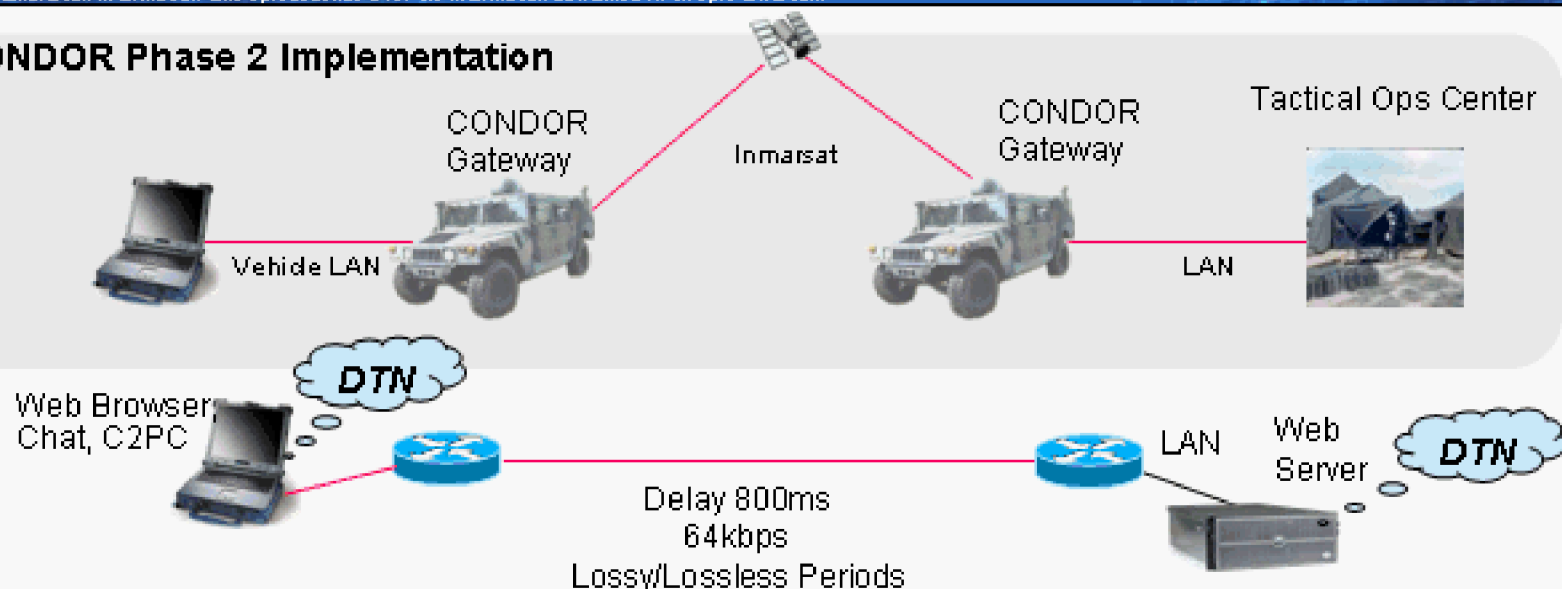 CONDOR Phase 2 Implementation
CONDOR
Gateway
Inmarsat
CONDOR
Gateway
Tactical Ops Center
Vehicle LAN
LAN
DTN
Web Browser,
Chat, C2PC
LAN
Web
Server
DTN
Delay 800ms
64kbps
Lossy/Lossless Periods